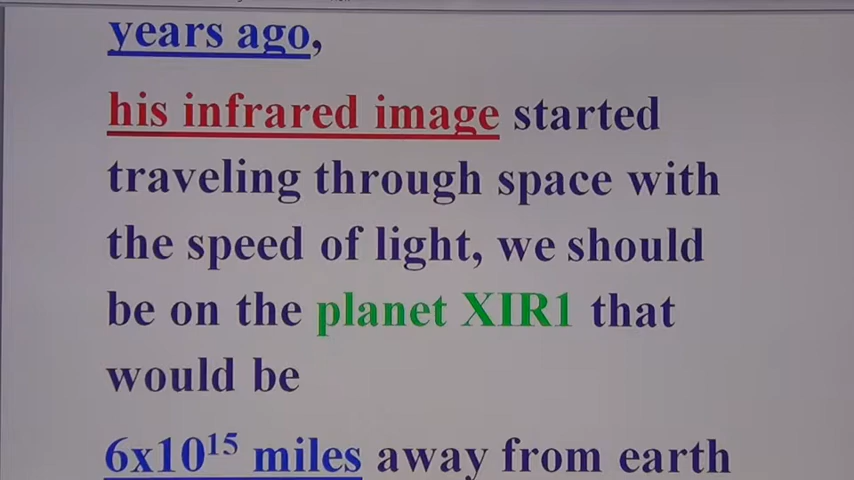 years ago,
his infrared image started
traveling through space with
the speed of light, we should
be on the planet XIR1 that
would be
6x10¹⁵ miles away from earth